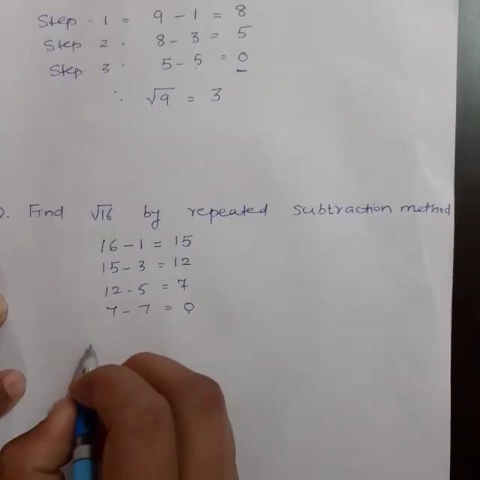 Step 1 = 9 - 1 = 8
Step 2 . 8 - 3 = 5
Step 3 . 5 - 5 = 0
∴ √9 = 3
Q. Find √16 by repeated subtraction method
16 - 1 = 15
15 - 3 = 12
12 - 5 = 7
7 - 7 = 0